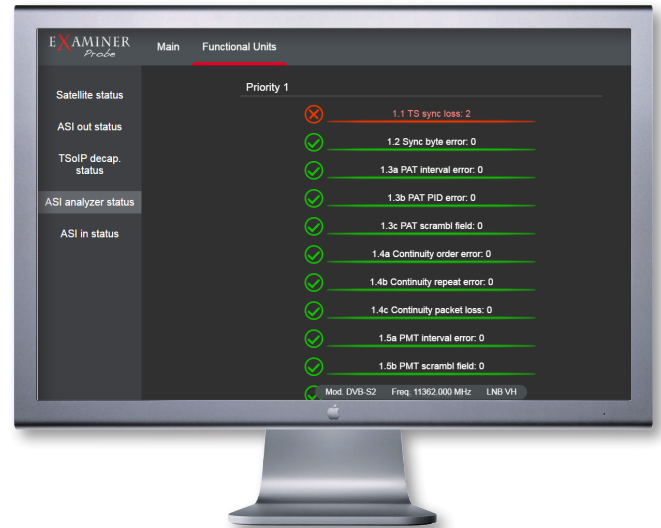 EXAMINER
Probe
Main
Functional Units
Satellite status
ASI out status
TSoIP decap.
status
ASI analyzer status
ASI in status
Priority 1
1.1 TS sync loss: 2
1.2 Sync byte error: 0
1.3a PAT interval error: 0
1.3b PAT PID error: 0
1.3c PAT scrambl field: 0
1.4a Continuity order error: 0
1.4b Continuity repeat error: 0
1.4c Continuity packet loss: 0
1.5a PMT interval error: 0
1.5b PMT scrambl field: 0
Mod. DVB-S2 Freq. 11362.000 MHz LNB VH